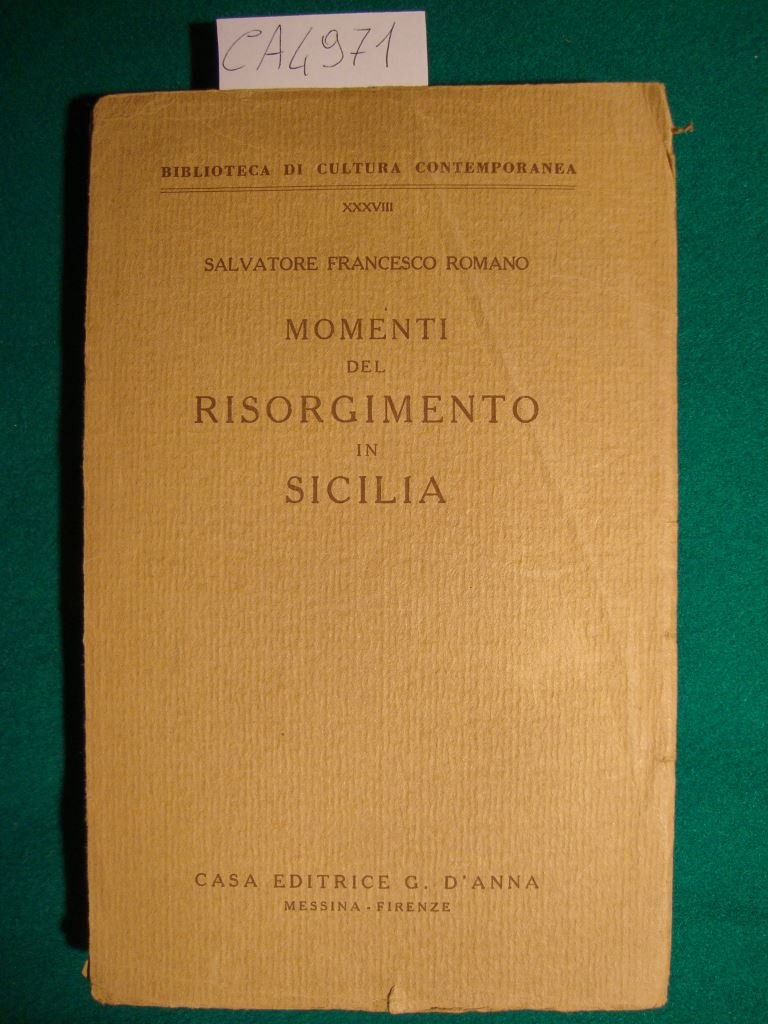 CA4971
BIBLIOTECA DI CULTURA CONTEMPORANEA
XXXVIII
SALVATORE FRANCESCO ROMANO
MOMENTI
DEL
RISORGIMENTO
IN
SICILIA
CASA EDITRICE G. D'ANNA
MESSINA - FIRENZE